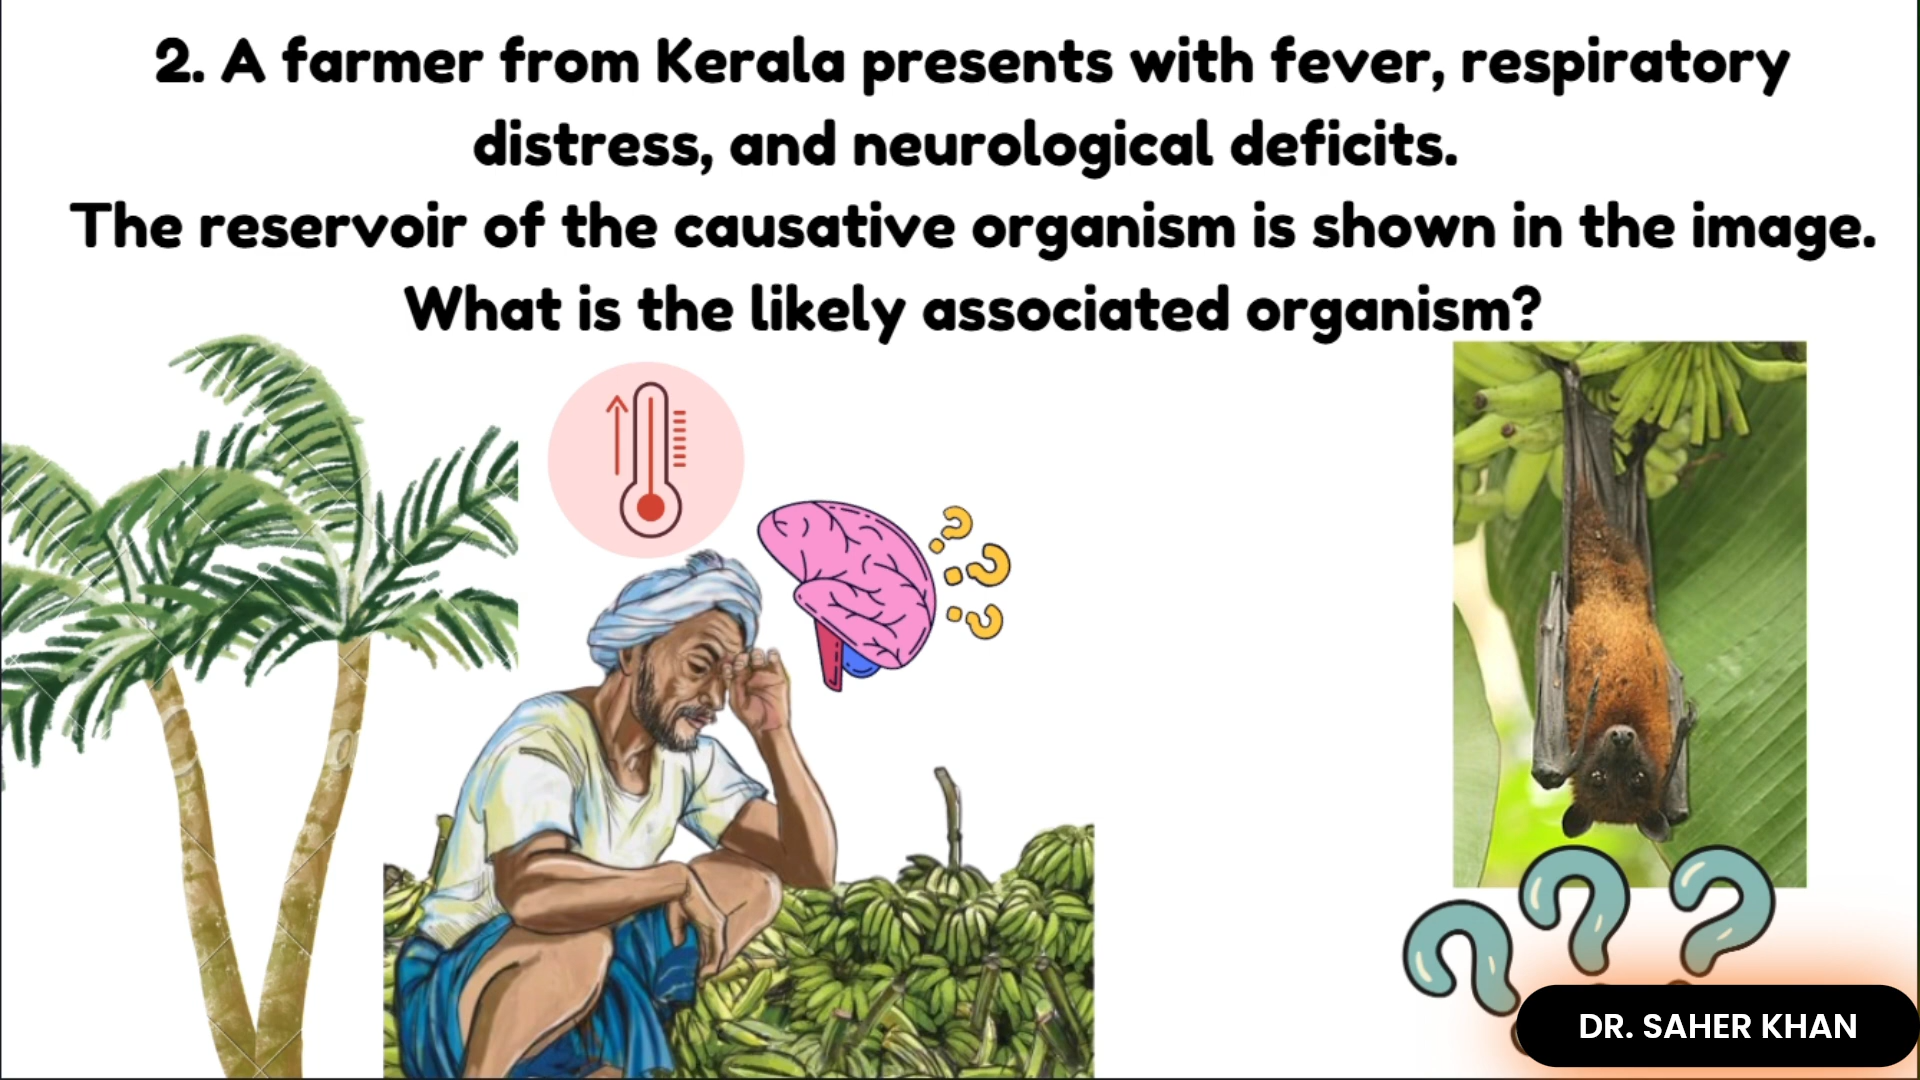 2. A farmer from Kerala presents with fever, respiratory
distress, and neurological deficits.
The reservoir of the causative organism is shown in the image.
What is the likely associated organism?
???
???
DR. SAHER KHAN